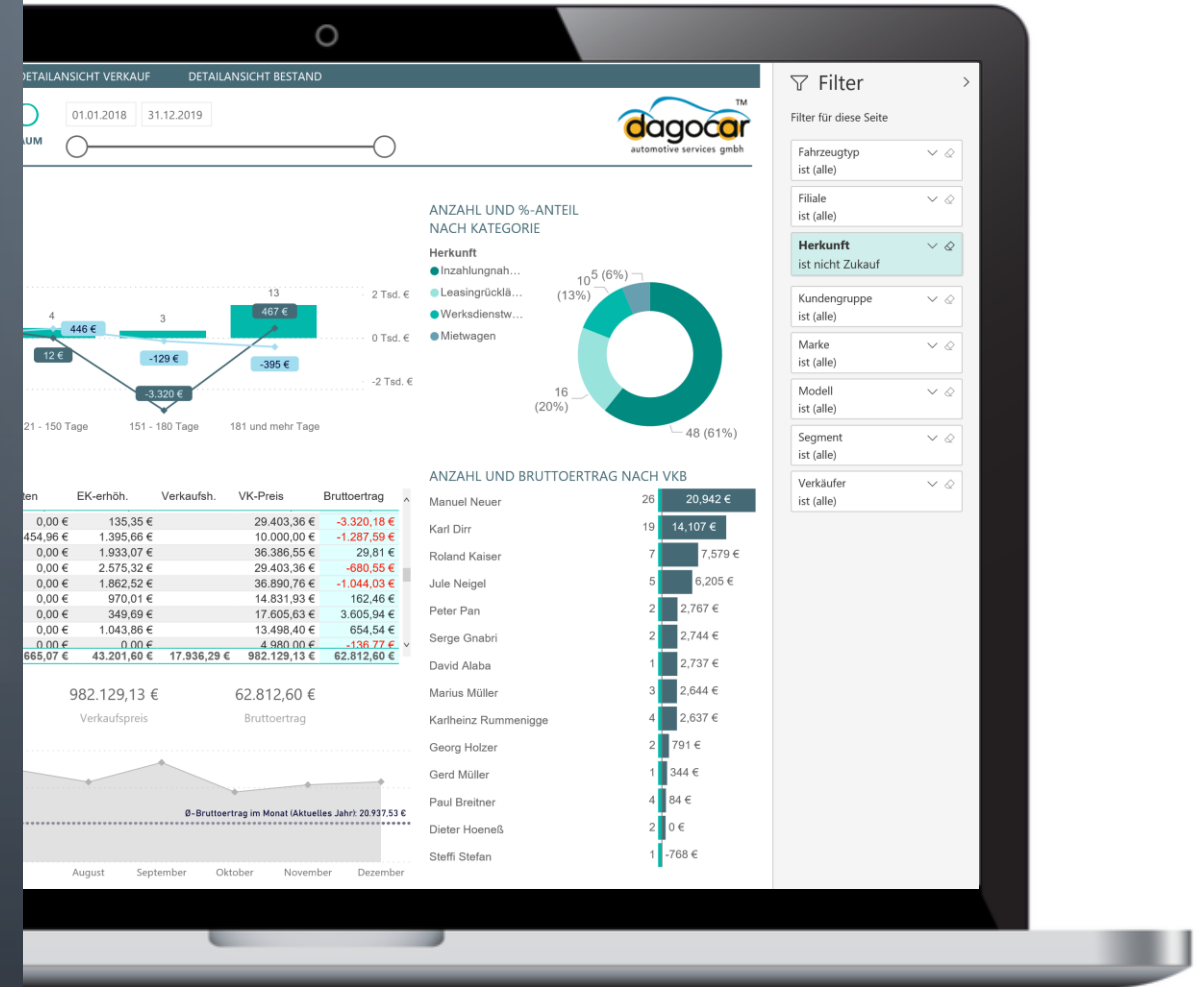 DETAILANSICHT VERKAUF DETAILANSICHT BESTAND
01.01.2018 31.12.2019
dagocar TM
automotive services gmbh
ANZAHL UND %-ANTEIL
NACH KATEGORIE
Herkunft
Inzahlungnah...
Leasingrücklä...
Werksdienstw...
Mietwagen
5 (6%)
10
(13%)
16
(20%)
48 (61%)
4
3
13
2 Tsd. €
0 Tsd. €
-2 Tsd. €
446 €
467 €
12 €
-129 €
-395 €
-3.320 €
21 - 150 Tage 151 - 180 Tage 181 und mehr Tage
ten EK-erhöh. Verkaufsh. VK-Preis Bruttoertrag
0,00 € 135,35 € 29.403,36 € -3.320,18 €
454,96 € 1.395,66 € 10.000,00 € -1.287,59 €
0,00 € 1.933,07 € 36.386,55 € 29,81 €
0,00 € 2.575,32 € 29.403,36 € -680,55 €
0,00 € 1.862,52 € 36.890,76 € -1.044,03 €
0,00 € 970,01 € 14.831,93 € 162,46 €
0,00 € 349,69 € 17.605,63 € 3.605,94 €
0,00 € 1.043,86 € 13.498,40 € 654,54 €
0,00 € 0,00 € 4.980,00 € -136,77 €
665,07 € 43.201,60 € 17.936,29 € 982.129,13 € 62.812,60 €
982.129,13 € 62.812,60 €
Verkaufspreis Bruttoertrag
Ø-Bruttoertrag im Monat (Aktuelles Jahr): 20.937,53 €
August September Oktober November Dezember
ANZAHL UND BRUTTOERTRAG NACH VKB
Manuel Neuer 26 20,942 €
Karl Dirr 19 14,107 €
Roland Kaiser 7 7,579 €
Jule Neigel 5 6,205 €
Peter Pan 2 2,767 €
Serge Gnabri 2 2,744 €
David Alaba 1 2,737 €
Marius Müller 3 2,644 €
Karlheinz Rummenigge 4 2,637 €
Georg Holzer 2 791 €
Gerd Müller 1 344 €
Paul Breitner 4 84 €
Dieter Hoeneß 2 0 €
Steffi Stefan 1 -768 €
Filter
Filter für diese Seite
Fahrzeugtyp
ist (alle)
Filiale
ist (alle)
Herkunft
ist nicht Zukauf
Kundengruppe
ist (alle)
Marke
ist (alle)
Modell
ist (alle)
Segment
ist (alle)
Verkäufer
ist (alle)